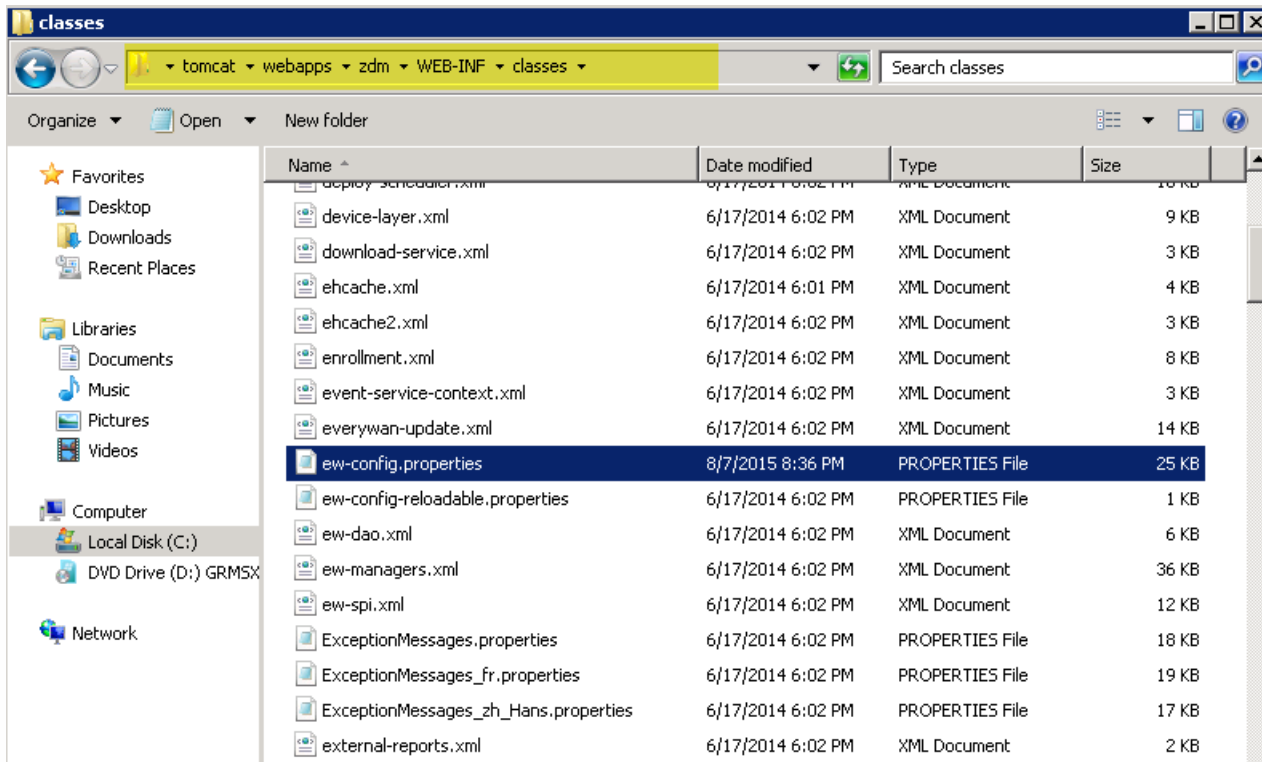 classes
tomcat webapps zdm WEB-INF classes
Search classes
Organize Open New folder
Name Date modified Type Size
deploy-scheduler.xml 6/17/2014 6:02 PM XML Document
device-layer.xml 6/17/2014 6:02 PM XML Document 9 KB
download-service.xml 6/17/2014 6:02 PM XML Document 3 KB
ehcache.xml 6/17/2014 6:01 PM XML Document 4 KB
ehcache2.xml 6/17/2014 6:02 PM XML Document 3 KB
enrollment.xml 6/17/2014 6:02 PM XML Document 8 KB
event-service-context.xml 6/17/2014 6:02 PM XML Document 3 KB
everywan-update.xml 6/17/2014 6:02 PM XML Document 14 KB
ew-config.properties 8/7/2015 8:36 PM PROPERTIES File 25 KB
ew-config-reloadable.properties 6/17/2014 6:02 PM PROPERTIES File 1 KB
ew-dao.xml 6/17/2014 6:02 PM XML Document 6 KB
ew-managers.xml 6/17/2014 6:02 PM XML Document 36 KB
ew-spi.xml 6/17/2014 6:02 PM XML Document 12 KB
ExceptionMessages.properties 6/17/2014 6:02 PM PROPERTIES File 18 KB
ExceptionMessages_fr.properties 6/17/2014 6:02 PM PROPERTIES File 19 KB
ExceptionMessages_zh_Hans.properties 6/17/2014 6:02 PM PROPERTIES File 17 KB
external-reports.xml 6/17/2014 6:02 PM XML Document 2 KB
Favorites
Desktop
Downloads
Recent Places
Libraries
Documents
Music
Pictures
Videos
Computer
Local Disk (C:)
DVD Drive (D:) GRMSX
Network